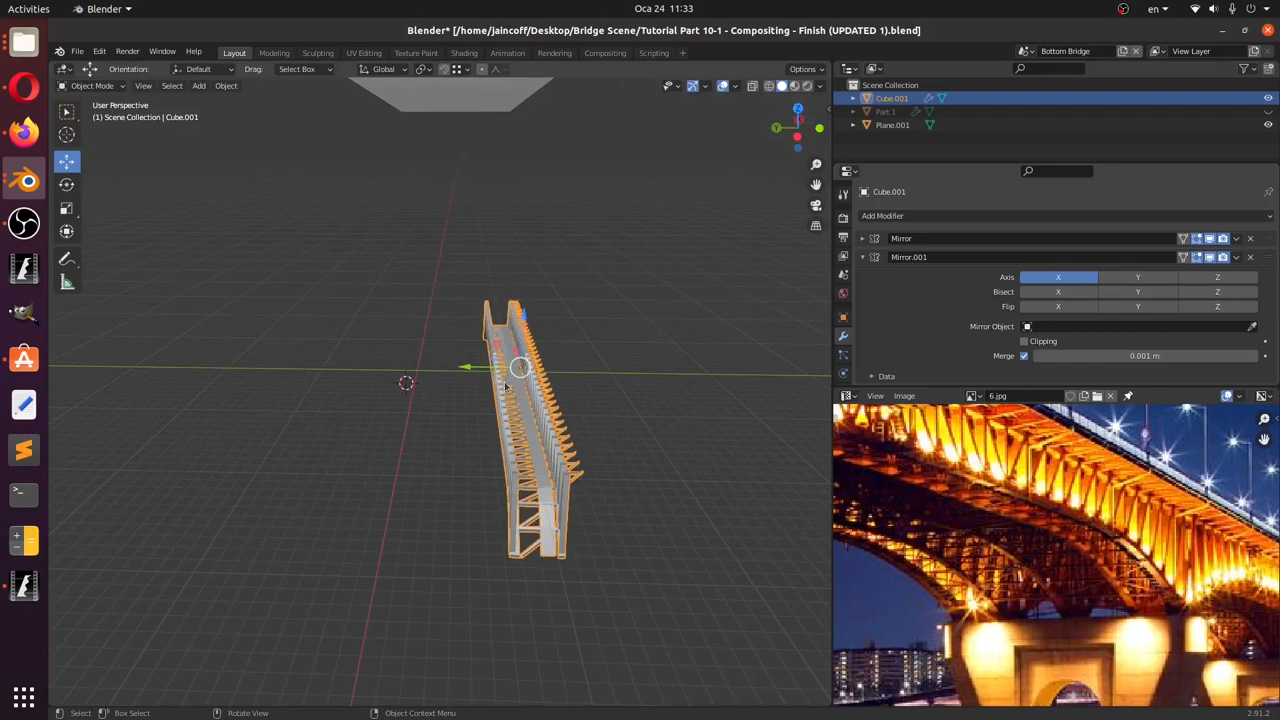 Activities
Blender
Oca 24 11:33
en
Blender* [/home/jaincoff/Desktop/Bridge Scene/Tutorial Part 10-1 - Compositing - Finish (UPDATED 1).blend]
File Edit Render Window Help
Layout Modeling Sculpting UV Editing Texture Paint Shading Animation Rendering Compositing Scripting
Bottom Bridge
View Layer
Orientation: Default Drag: Select Box Global Options
Object Mode View Select Add Object
User Perspective
(1) Scene Collection | Cube.001
Z
Y
Scene Collection
Cube.001
Part 1
Plane.001
Cube.001
Add Modifier
Mirror
Mirror.001
Axis X Y Z
Bisect X Y Z
Flip X Y Z
Mirror Object
Clipping
Merge 0.001 m
Data
View Image 6.jpg
Select Box Select Rotate View Object Context Menu 2.91.2